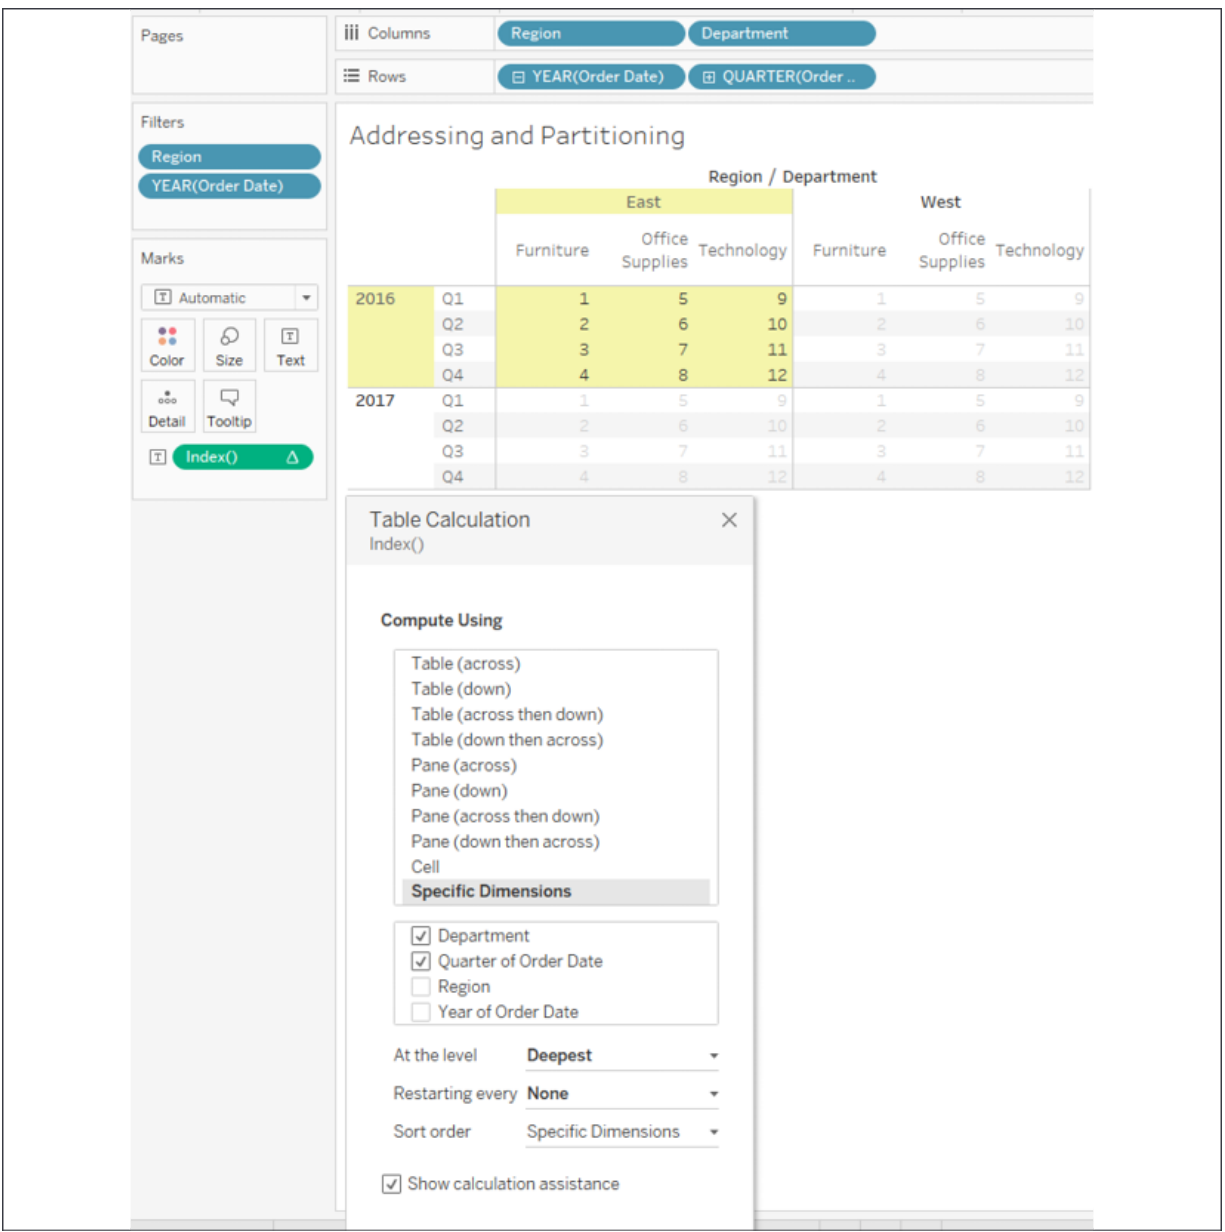 Pages
Columns Region Department
Rows YEAR(Order Date) QUARTER(Order ..
Filters
Region
YEAR(Order Date)
Marks
Automatic
Color Size Text
Detail Tooltip
Index()
Addressing and Partitioning
Region / Department
East West
Furniture Office Supplies Technology Furniture Office Supplies Technology
2016 Q1 1 5 9 1 5 9
Q2 2 6 10 2 6 10
Q3 3 7 11 3 7 11
Q4 4 8 12 4 8 12
2017 Q1 1 5 9 1 5 9
Q2 2 6 10 2 6 10
Q3 3 7 11 3 7 11
Q4 4 8 12 4 8 12
Table Calculation
Index()
Compute Using
Table (across)
Table (down)
Table (across then down)
Table (down then across)
Pane (across)
Pane (down)
Pane (across then down)
Pane (down then across)
Cell
Specific Dimensions
Department
Quarter of Order Date
Region
Year of Order Date
At the level Deepest
Restarting every None
Sort order Specific Dimensions
Show calculation assistance